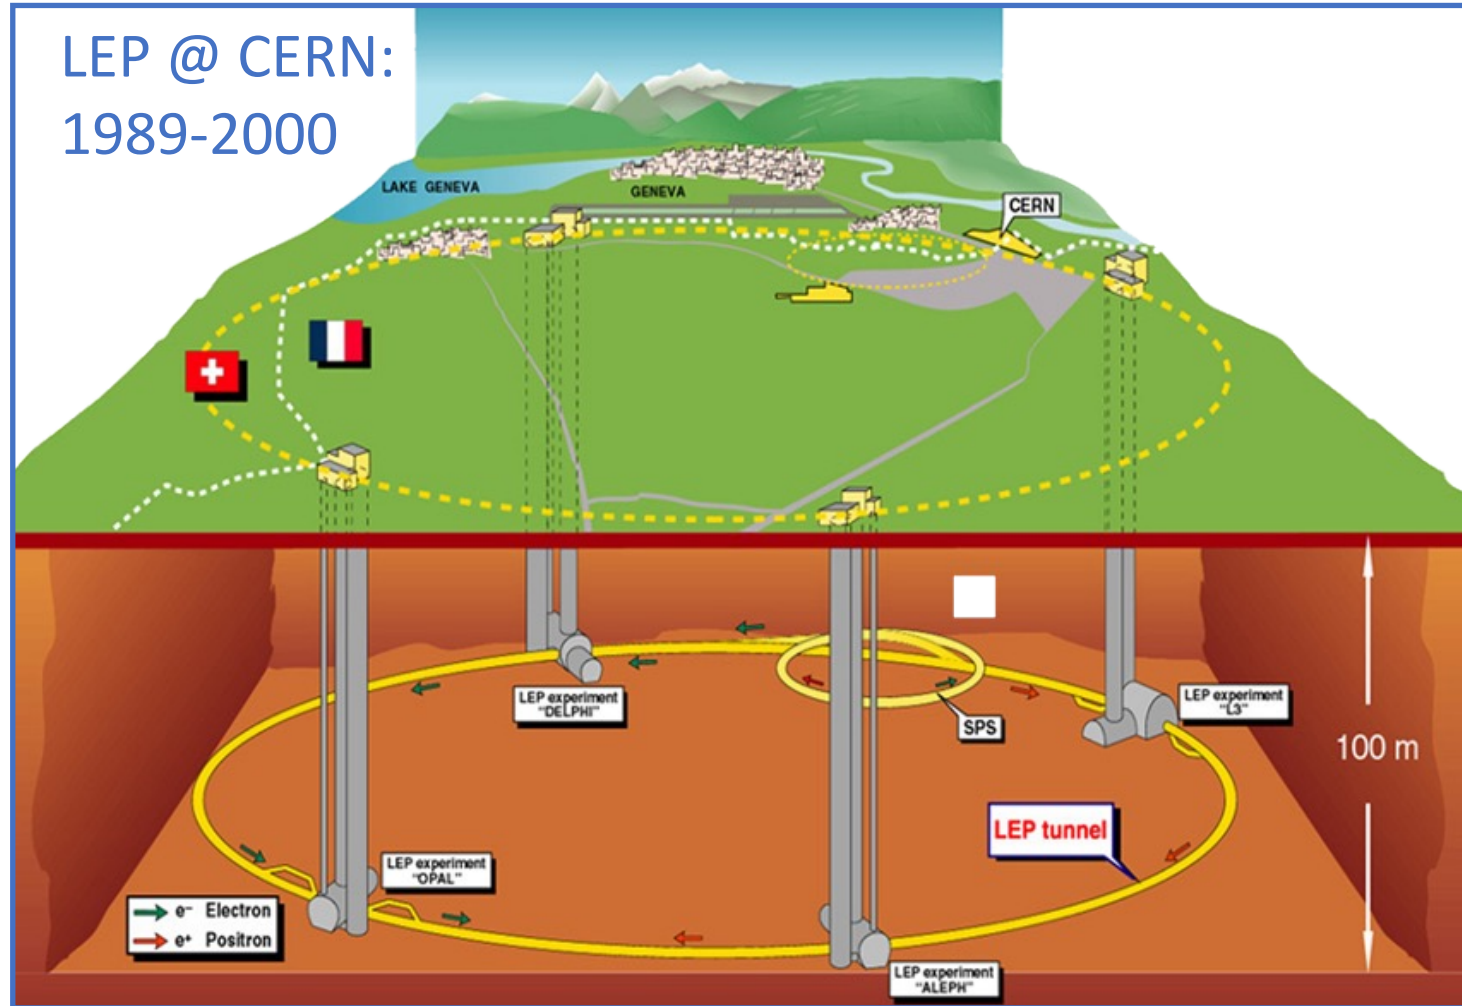 LEP @ CERN:
1989-2000
LAKE GENEVA
GENEVA
CERN
LEP experiment
"DELPHI"
SPS
LEP experiment
"L3"
100 m
LEP tunnel
LEP experiment
"OPAL"
e⁻ Electron
e⁺ Positron
LEP experiment
"ALEPH"